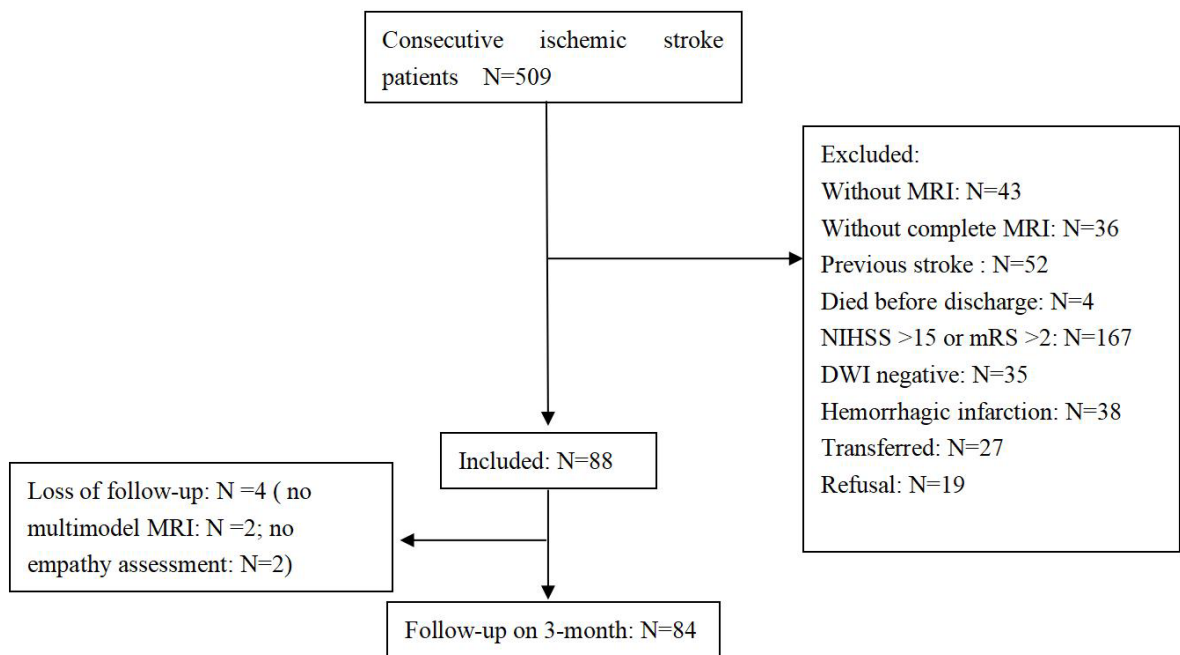 Consecutive ischemic stroke
patients N=509
Excluded:
Without MRI: N=43
Without complete MRI: N=36
Previous stroke : N=52
Died before discharge: N=4
NIHSS >15 or mRS >2: N=167
DWI negative: N=35
Hemorrhagic infarction: N=38
Transferred: N=27
Refusal: N=19
Included: N=88
Loss of follow-up: N =4 ( no
multimodel MRI: N =2; no
empathy assessment: N=2)
Follow-up on 3-month: N=84